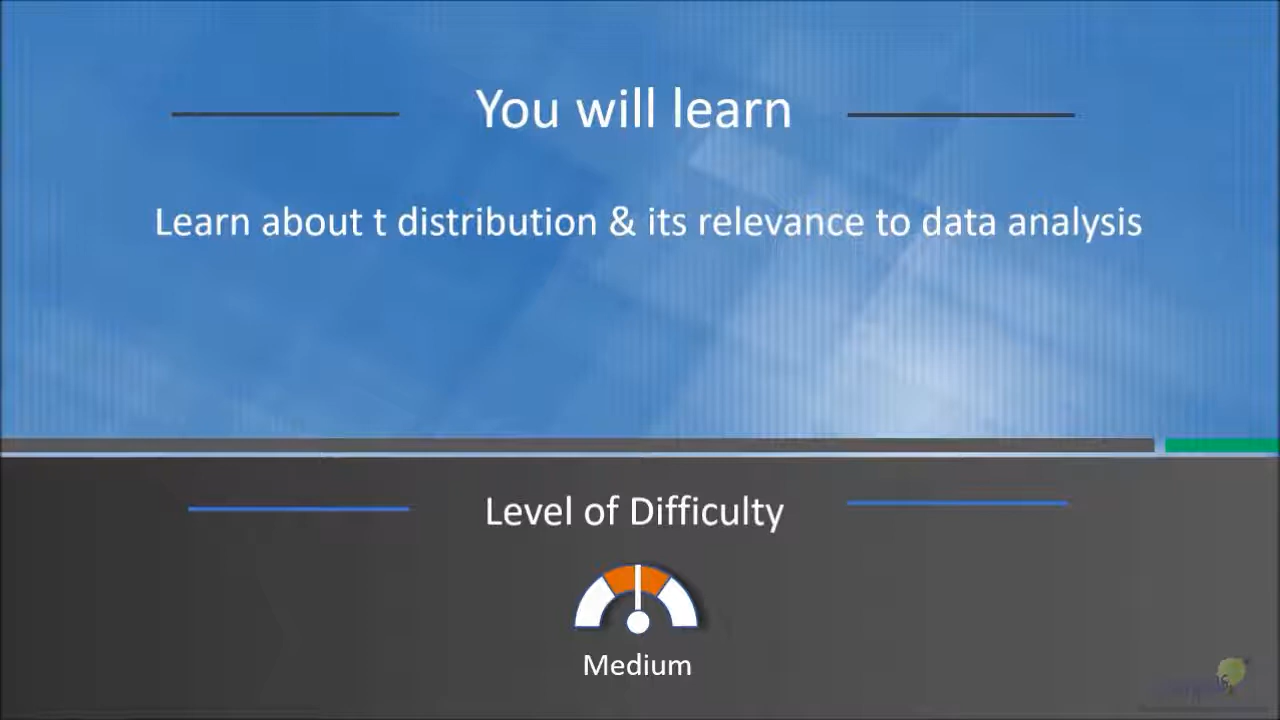 You will learn
Learn about t distribution & its relevance to data analysis
Level of Difficulty
Medium